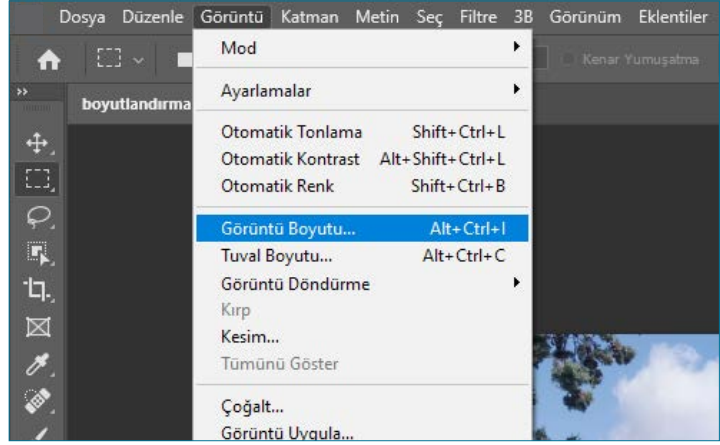 Dosya Düzenle Görüntü Katman Metin Seç Filtre 3B Görünüm Eklentiler
Kenar Yumuşatma
boyutlandırma
Mod
Ayarlamalar
Otomatik Tonlama Shift+Ctrl+L
Otomatik Kontrast Alt+Shift+Ctrl+L
Otomatik Renk Shift+Ctrl+B
Görüntü Boyutu... Alt+Ctrl+I
Tuval Boyutu... Alt+Ctrl+C
Görüntü Döndürme
Kırp
Kesim...
Tümünü Göster
Çoğalt...
Görüntü Uygula...